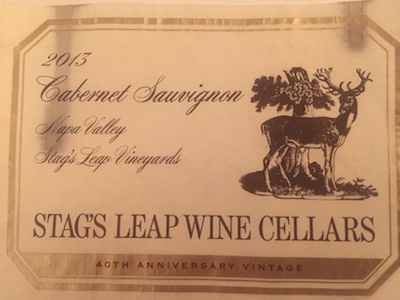 2013
Cabernet Sauvignon
Napa Valley
Stag's Leap Vineyards
STAG'S LEAP WINE CELLARS
40TH ANNIVERSARY VINTAGE